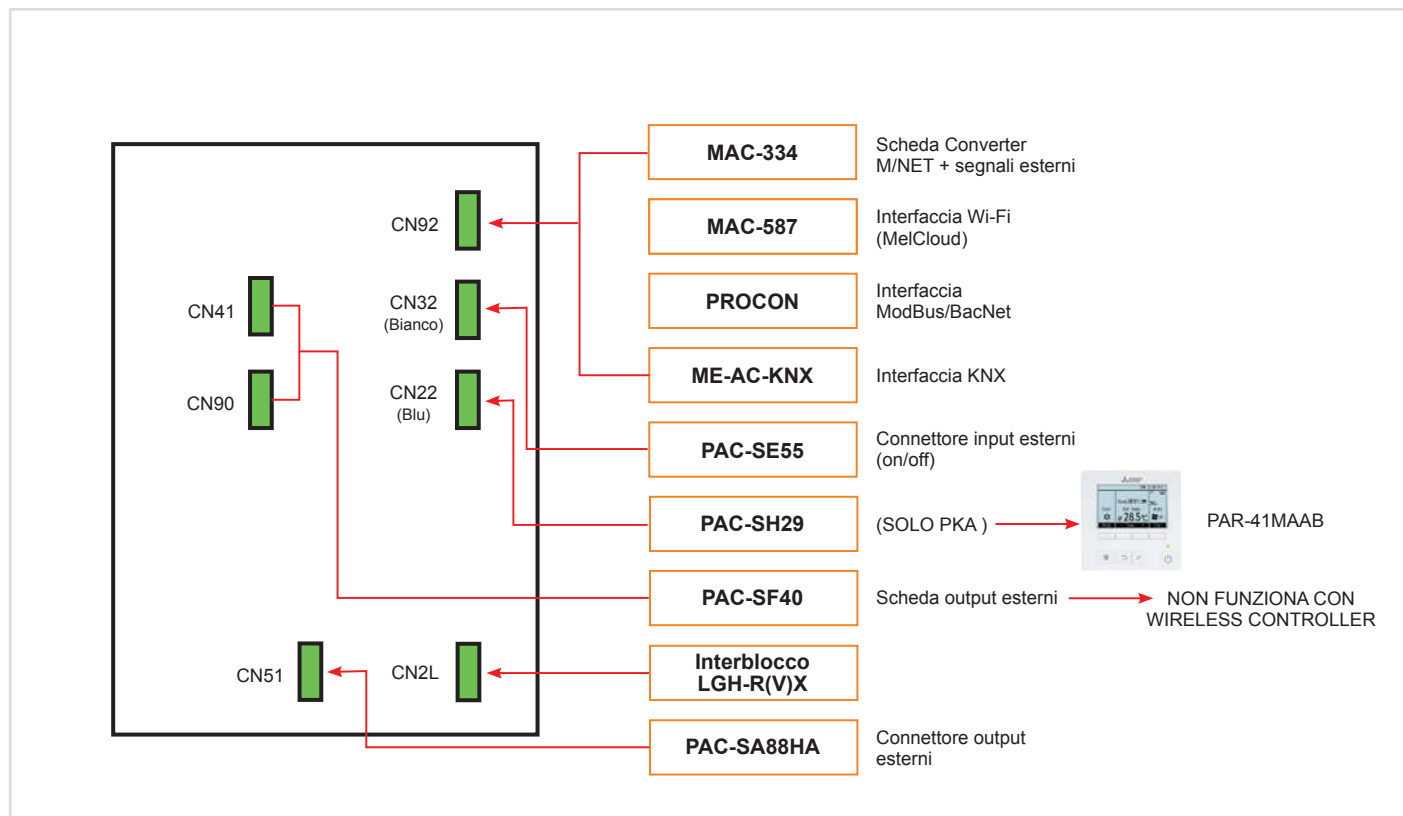 MAC-334
Scheda Converter
M/NET + segnali esterni
CN92
MAC-587
Interfaccia Wi-Fi
(MelCloud)
CN41
CN32
(Bianco)
PROCON
Interfaccia
ModBus/BacNet
CN90
CN22
(Blu)
ME-AC-KNX
Interfaccia KNX
PAC-SE55
Connettore input esterni
(on/off)
PAC-SH29
(SOLO PKA )
28.5
PAR-41MAAB
PAC-SF40
Scheda output esterni
NON FUNZIONA CON
WIRELESS CONTROLLER
CN51
CN2L
Interblocco
LGH-R(V)X
PAC-SA88HA
Connettore output
esterni